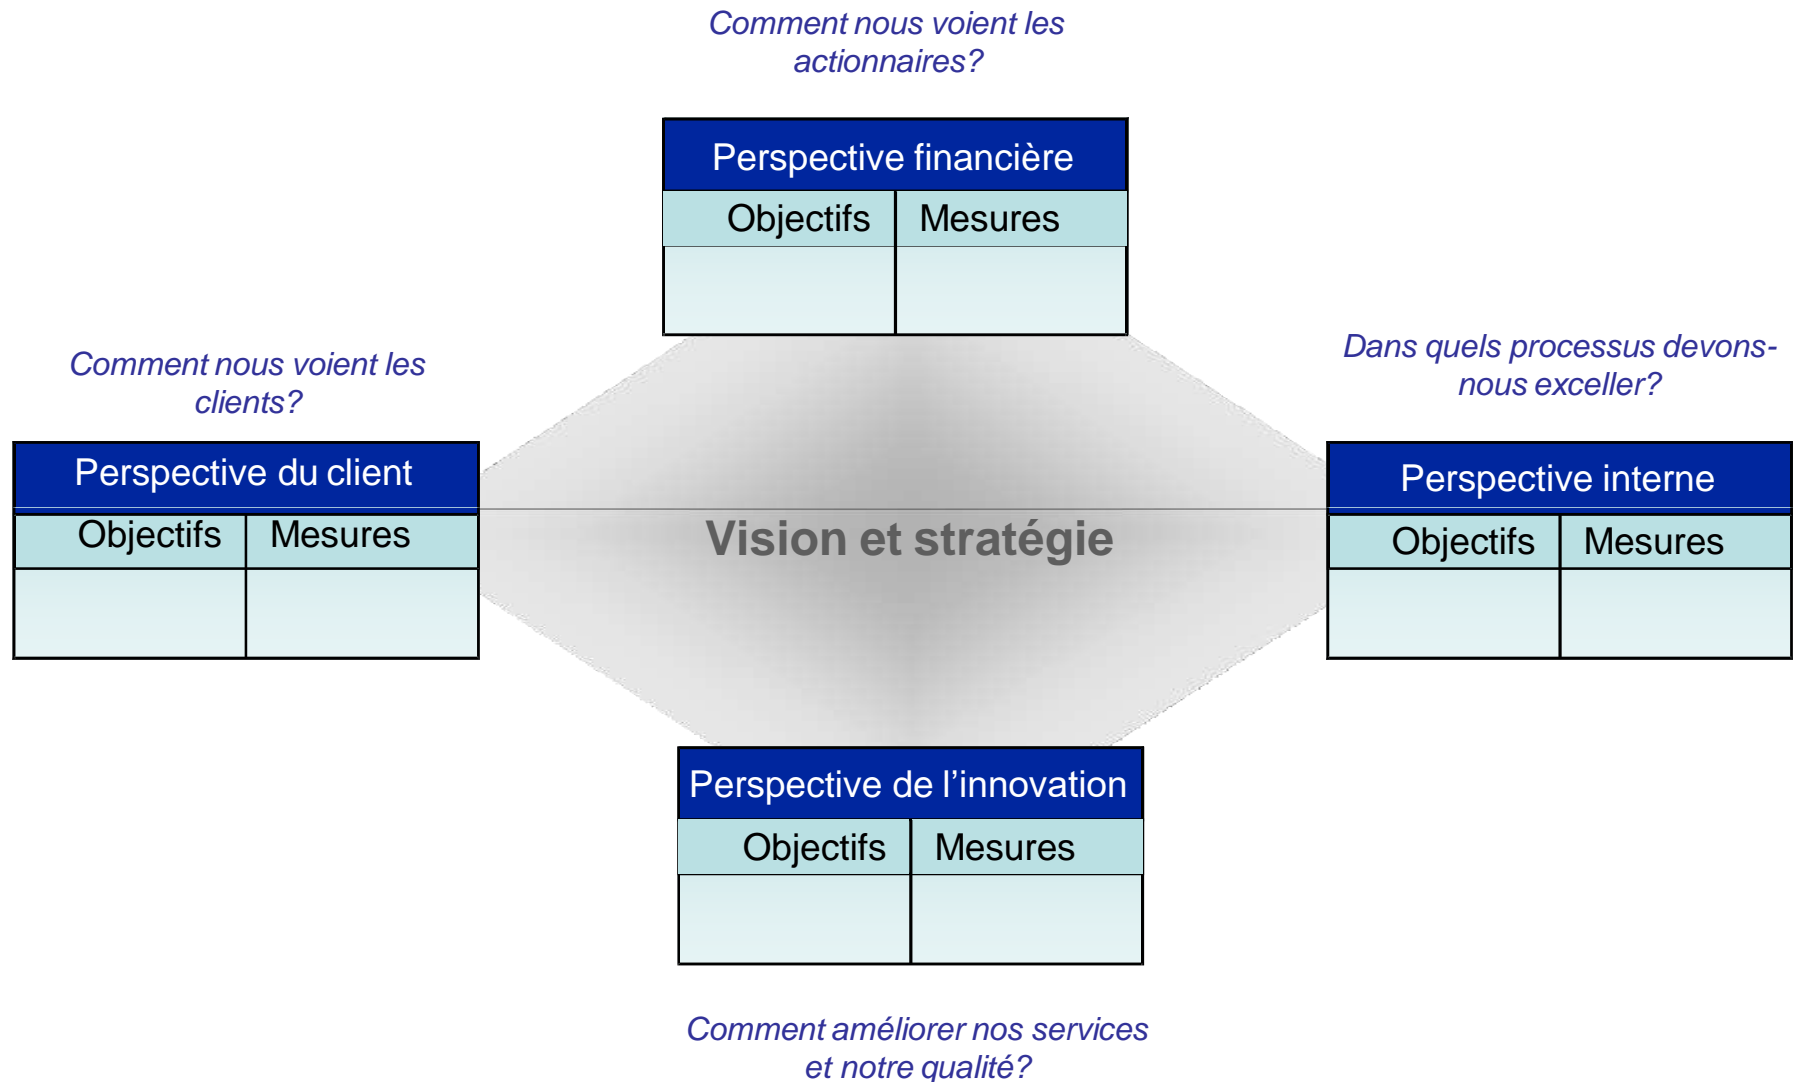 Comment nous voient les
actionnaires?
Perspective financière
Objectifs Mesures
Comment nous voient les
clients?
Perspective du client
Objectifs Mesures
Dans quels processus devons-
nous exceller?
Perspective interne
Objectifs Mesures
Vision et stratégie
Perspective de l’innovation
Objectifs Mesures
Comment améliorer nos services
et notre qualité?